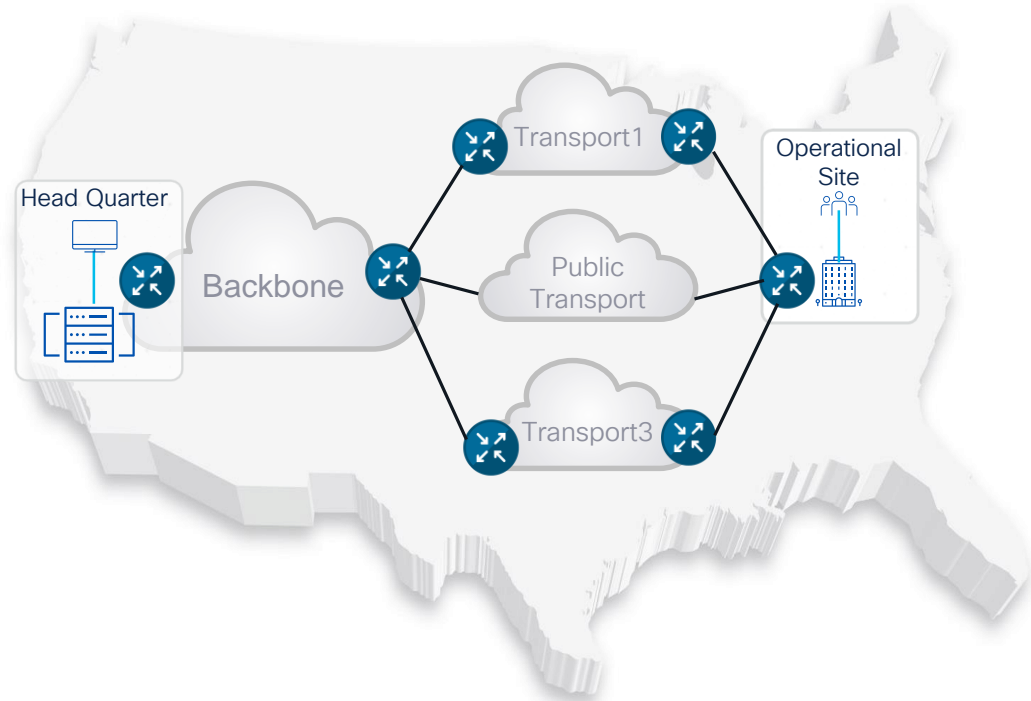 Head Quarter
Backbone
Transport1
Public
Transport
Transport3
Operational
Site